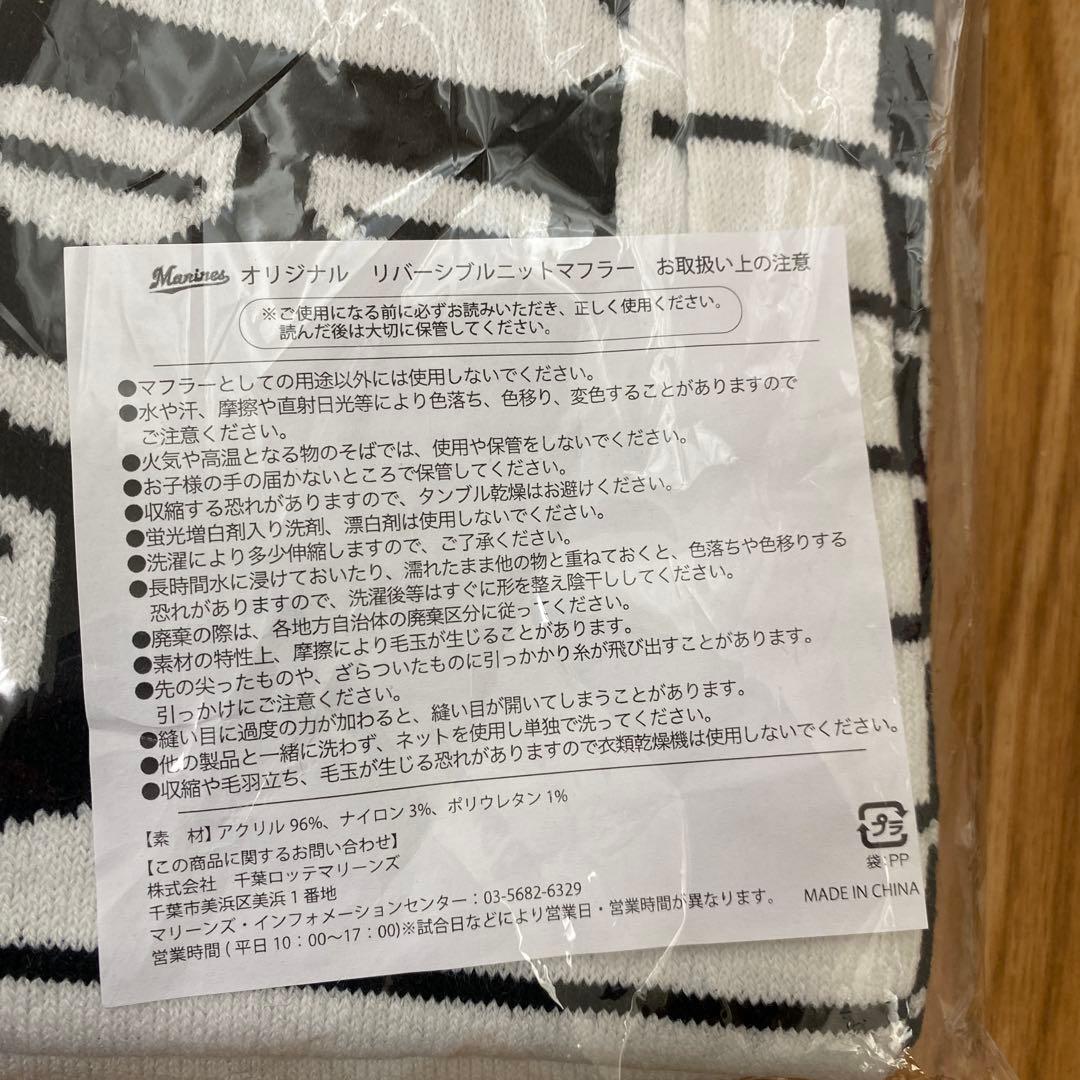 Marines オリジナル　リバーシブルニットマフラー　お取扱い上の注意
※ご使用になる前に必ずお読みいただき、正しく使用ください。
読んだ後は大切に保管してください。
●マフラーとしての用途以外には使用しないでください。
●水や汗、摩擦や直射日光等により色落ち、色移り、変色することがありますので
ご注意ください。
●火気や高温となる物のそばでは、使用や保管をしないでください。
●お子様の手の届かないところで保管してください。
●収縮する恐れがありますので、タンブル乾燥はお避けください。
●蛍光増白剤入り洗剤、漂白剤は使用しないでください。
●洗濯により多少伸縮しますので、ご了承ください。
●長時間水に浸けておいたり、濡れたまま他の物と重ねておくと、色落ちや色移りする
恐れがありますので、洗濯後等はすぐに形を整え陰干ししてください。
●廃棄の際は、各地方自治体の廃棄区分に従ってください。
●素材の特性上、摩擦により毛玉が生じることがあります。
●先の尖ったものや、ざらついたものに引っかかり糸が飛び出すことがあります。
引っかけにご注意ください。
●縫い目に過度の力が加わると、縫い目が開いてしまうことがあります。
●他の製品と一緒に洗わず、ネットを使用し単独で洗ってください。
●収縮や毛羽立ち、毛玉が生じる恐れがありますので衣類乾燥機は使用しないでください。
【素　材】アクリル 96%、ナイロン 3%、ポリウレタン 1%
【この商品に関するお問い合わせ】
株式会社　千葉ロッテマリーンズ
千葉市美浜区美浜 1 番地
マリーンズ・インフォメーションセンター：03-5682-6329
営業時間 ( 平日 10：00～17：00)※試合日などにより営業日・営業時間が異なります。
プラ
袋:PP
MADE IN CHINA